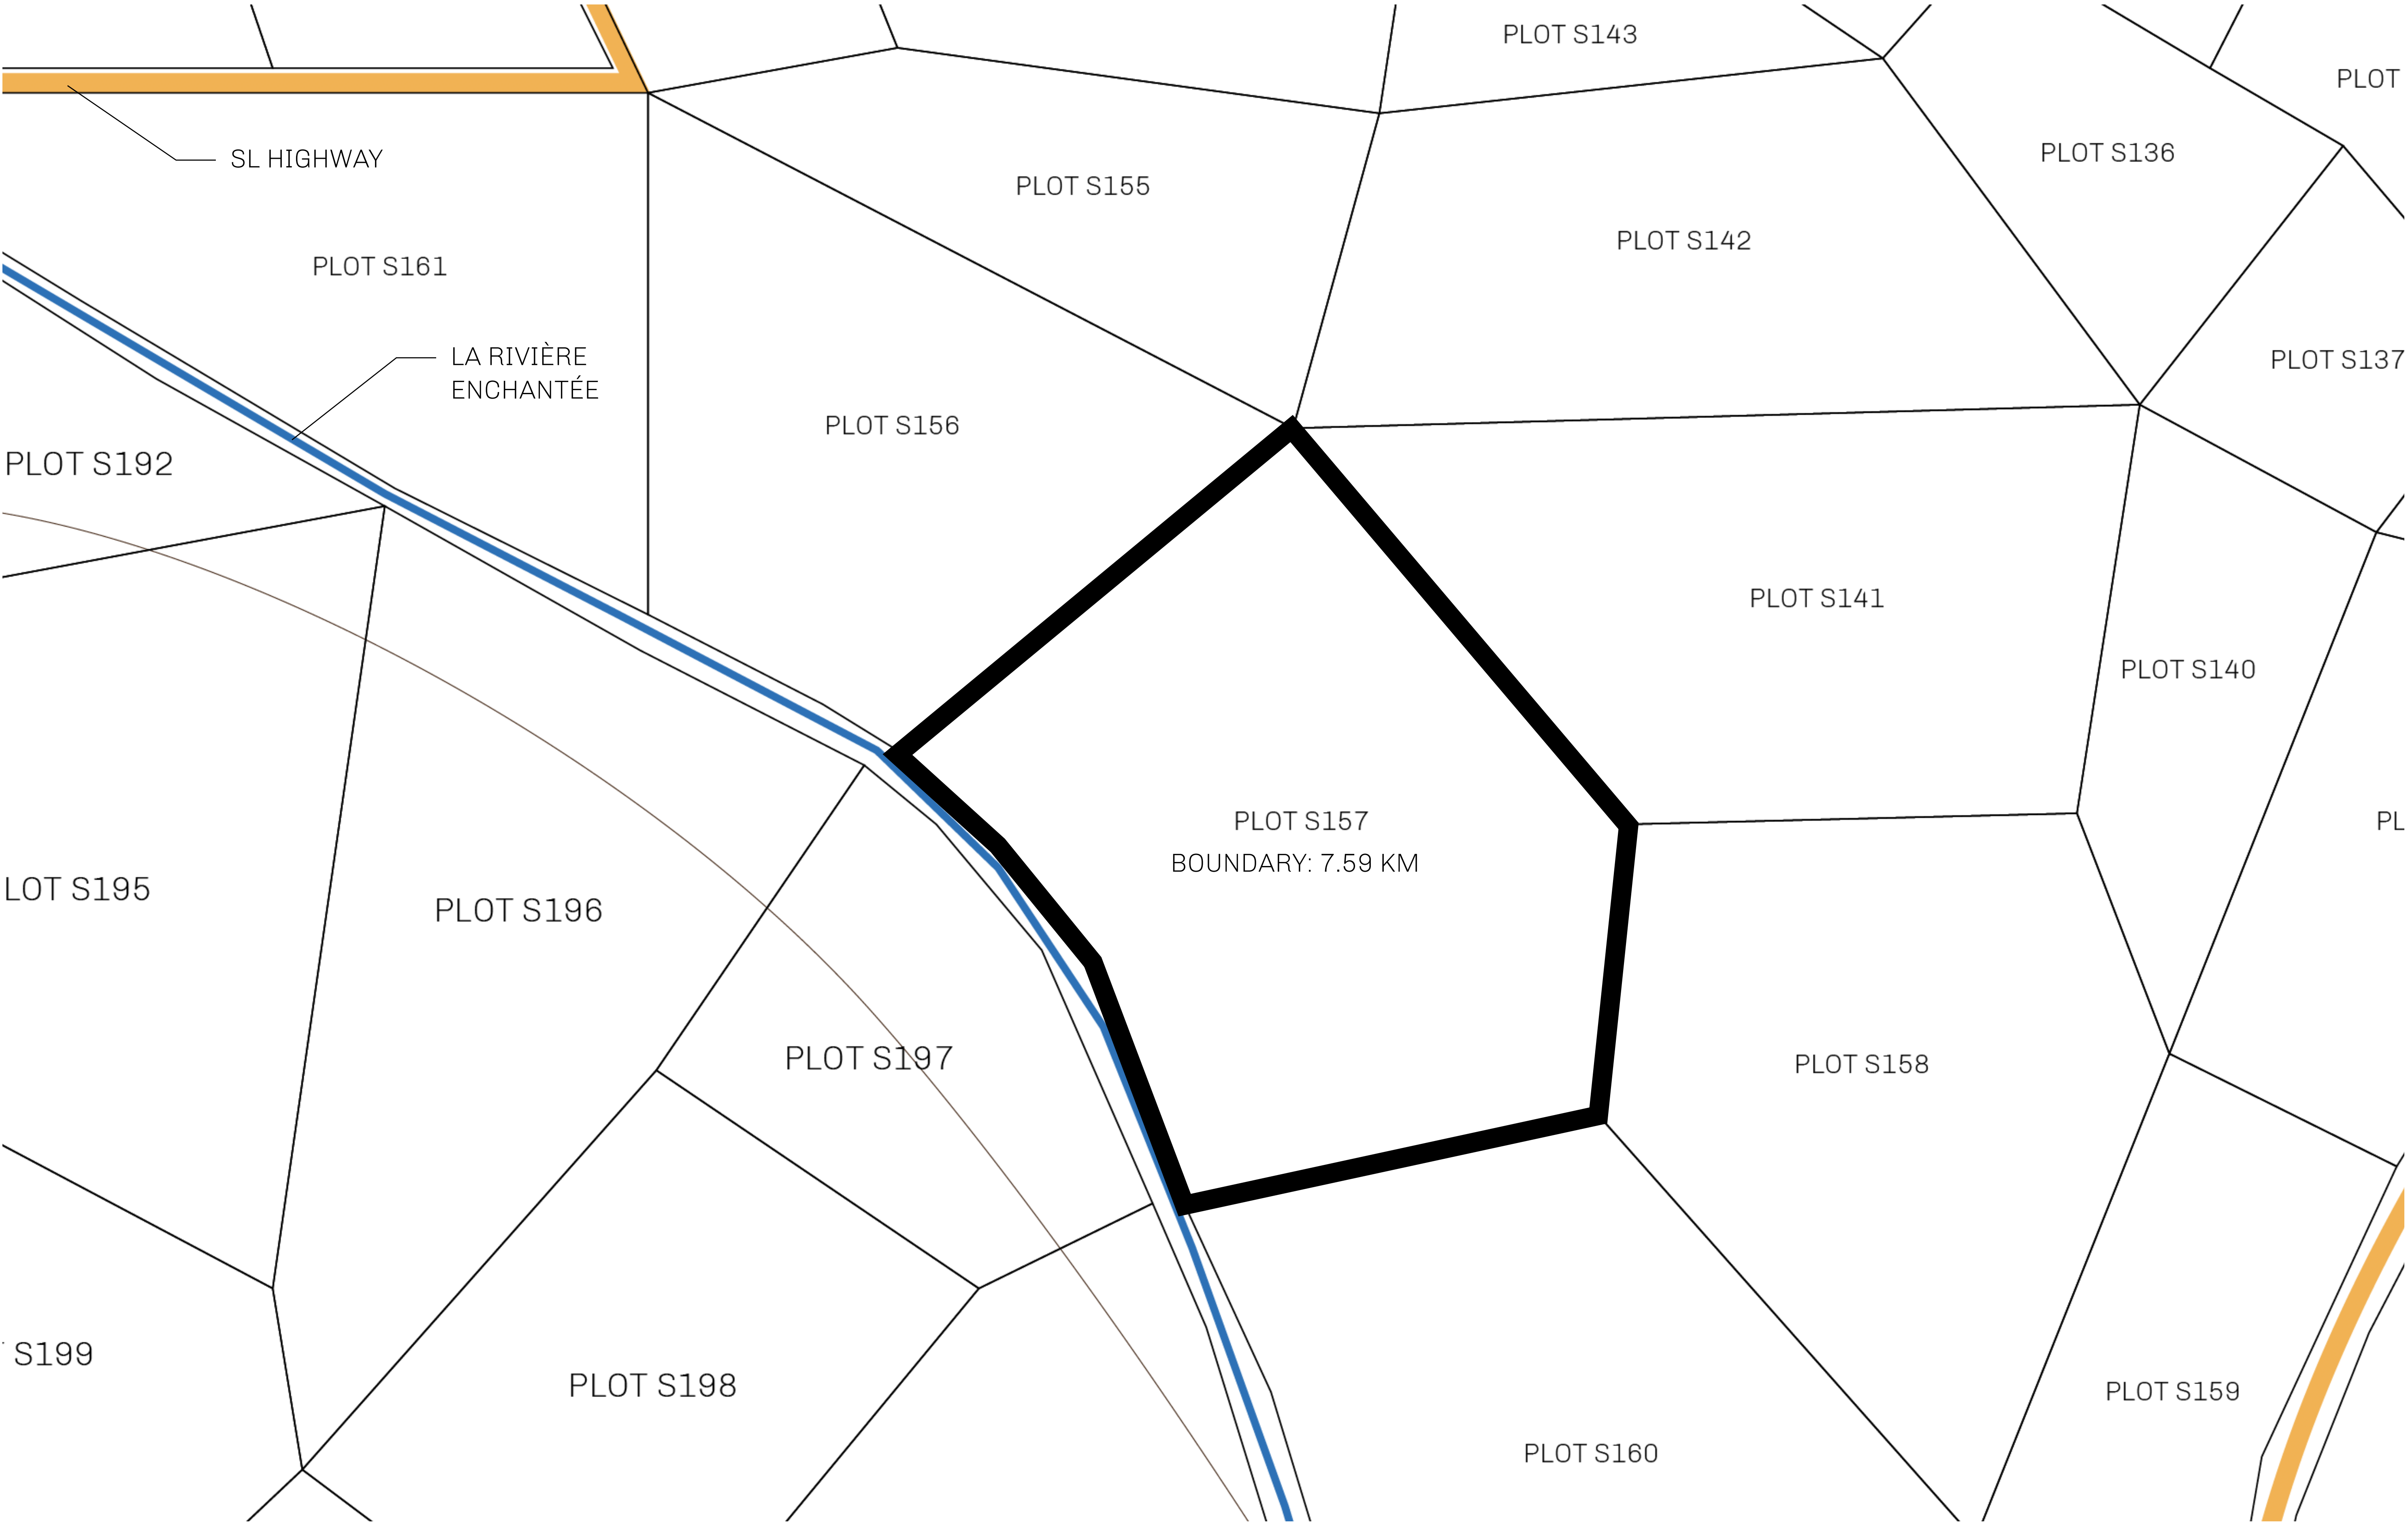 PLOT S143
PLOT
SL HIGHWAY
PLOT S136
PLOT S155
PLOT S142
PLOT S161
LA RIVIÈRE
ENCHANTÉE
PLOT S137
PLOT S156
PLOT S192
PLOT S141
PLOT S140
PLOT S157
BOUNDARY: 7.59 KM
PL
LOT S195
PLOT S196
PLOT S197
PLOT S158
S199
PLOT S198
PLOT S159
PLOT S160